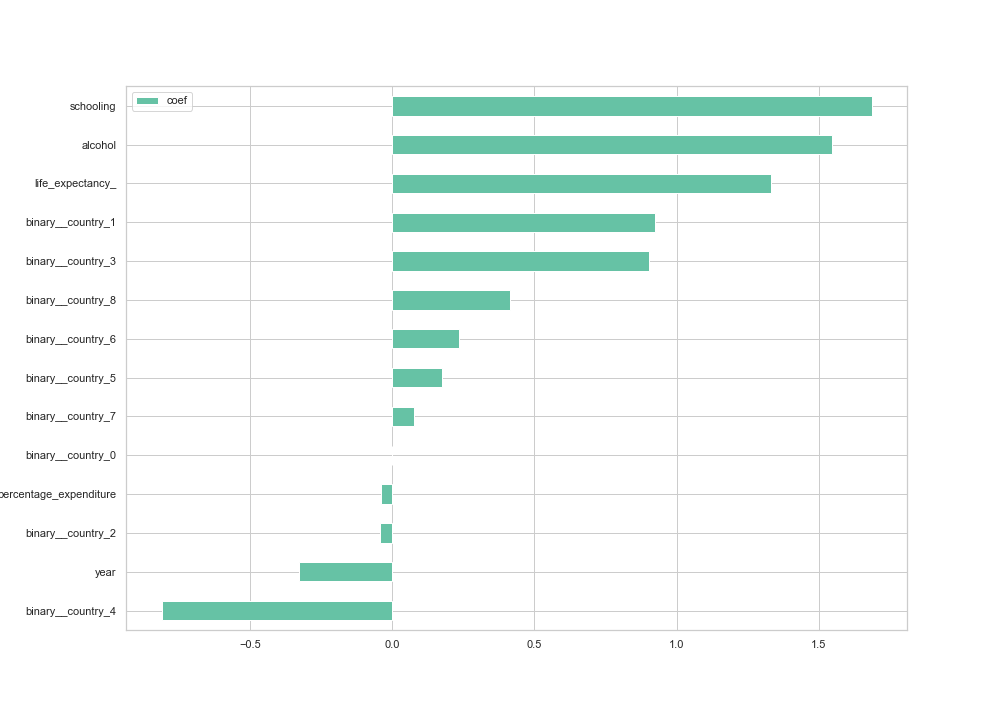 coef
schooling
alcohol
life_expectancy_
binary__country_1
binary__country_3
binary__country_8
binary__country_6
binary__country_5
binary__country_7
binary__country_0
percentage_expenditure
binary__country_2
year
binary__country_4
−0.5 0.0 0.5 1.0 1.5